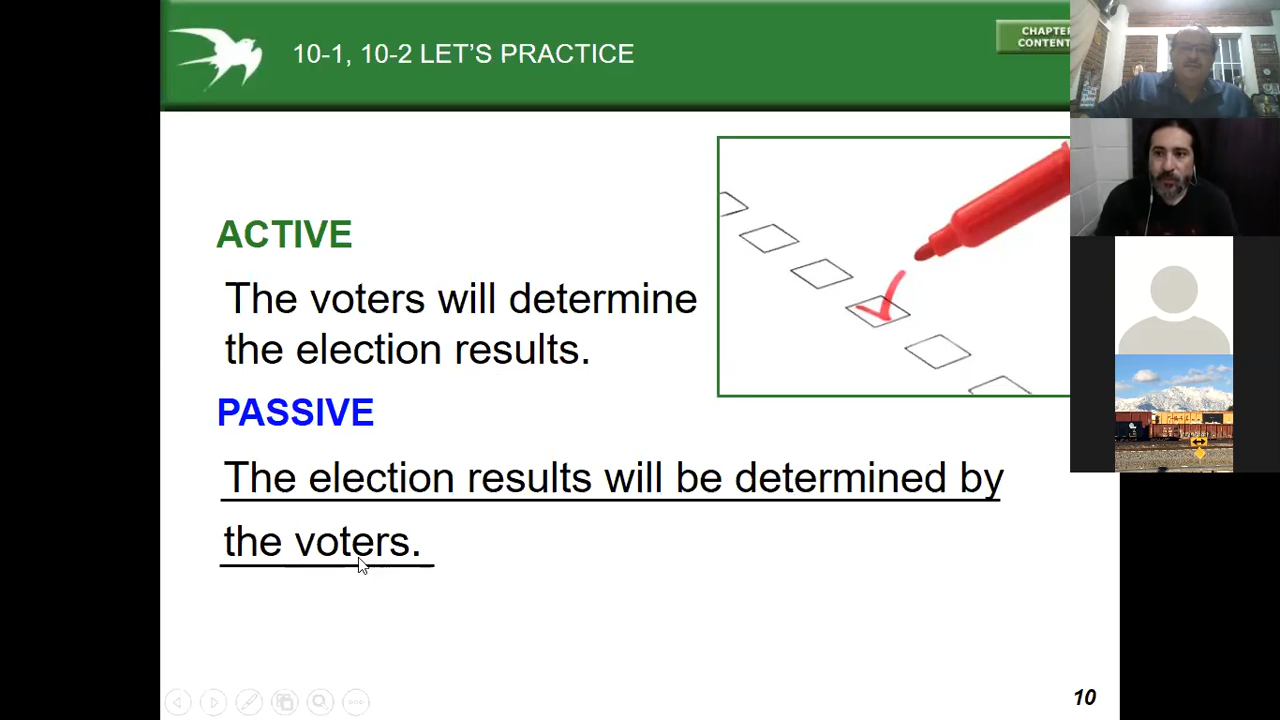 10-1, 10-2 LET'S PRACTICE
CHAPTER
CONTENT
ACTIVE
The voters will determine
the election results.
PASSIVE
The election results will be determined by
the voters.
10